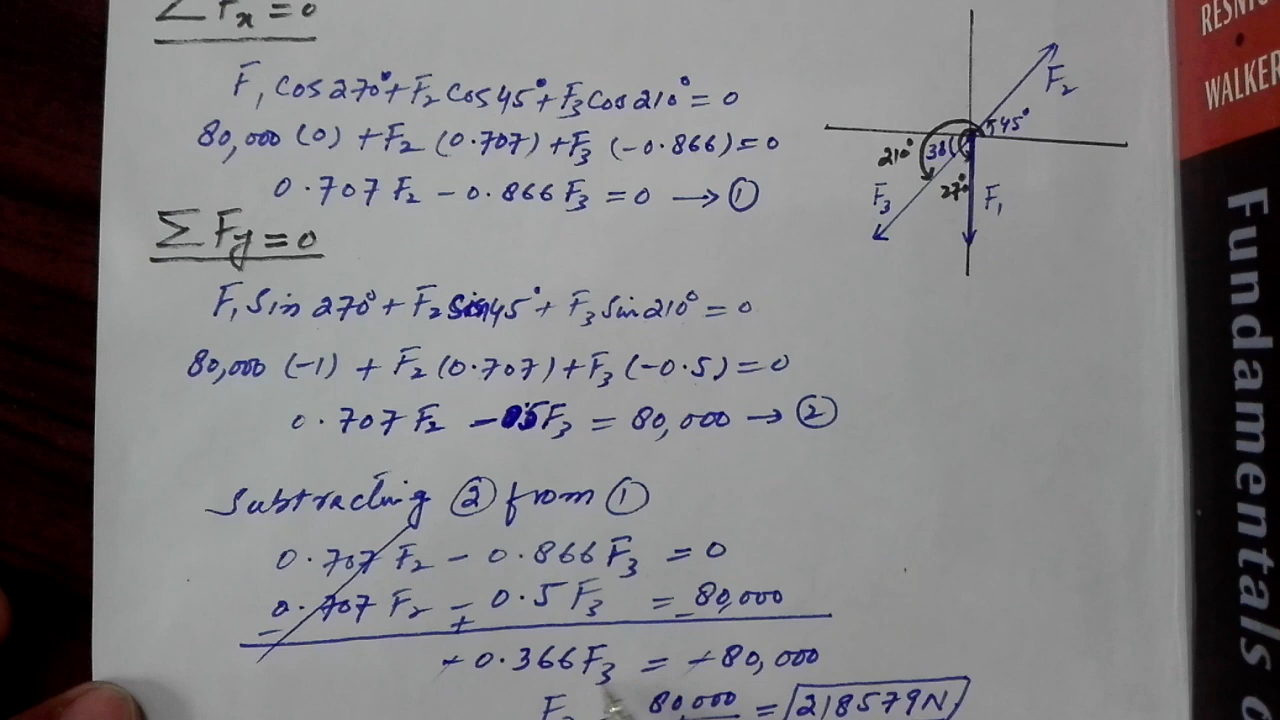 ΣFx = 0
F₁ Cos 270° + F₂ Cos 45° + F₃ Cos 210° = 0
80,000 (0) + F₂ (0.707) + F₃ (-0.866) = 0
0.707 F₂ - 0.866 F₃ = 0 → ①
ΣFy = 0
F₁ Sin 270° + F₂ Sin 45° + F₃ Sin 210° = 0
80,000 (-1) + F₂ (0.707) + F₃ (-0.5) = 0
0.707 F₂ - 0.5 F₃ = 80,000 → ②
Subtracting ② from ①
0.707 F₂ - 0.866 F₃ = 0
0.707 F₂ - 0.5 F₃ = 80,000
- + -
-0.366 F₃ = -80,000
80,000 = 218579N
F₂
45°
210°
F₃
F₁
RESNICK
•
WALKER
Fundamentals o